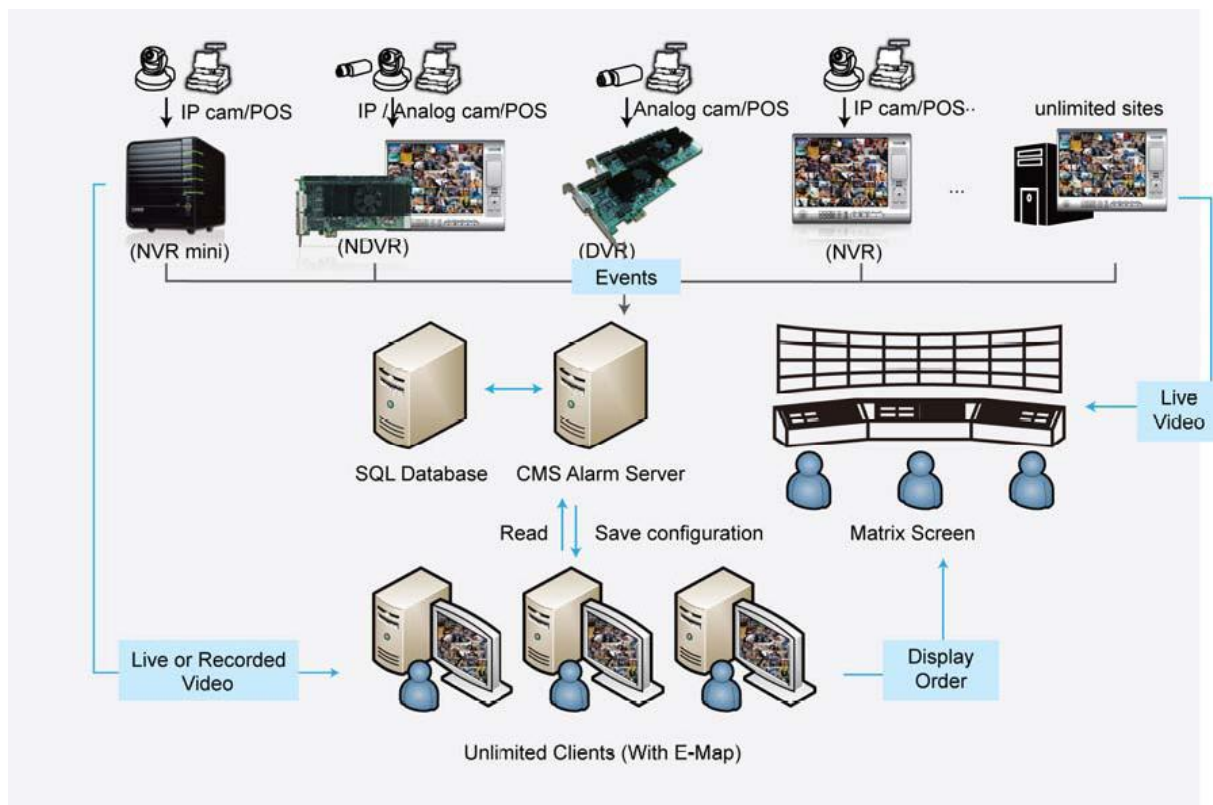 IP cam/POS
IP / Analog cam/POS
Analog cam/POS
IP cam/POS··
unlimited sites
...
(NVR mini)
(NDVR)
(DVR)
(NVR)
Events
Live
Video
SQL Database
CMS Alarm Server
Read
Save configuration
Matrix Screen
Live or Recorded
Video
Display
Order
Unlimited Clients (With E-Map)